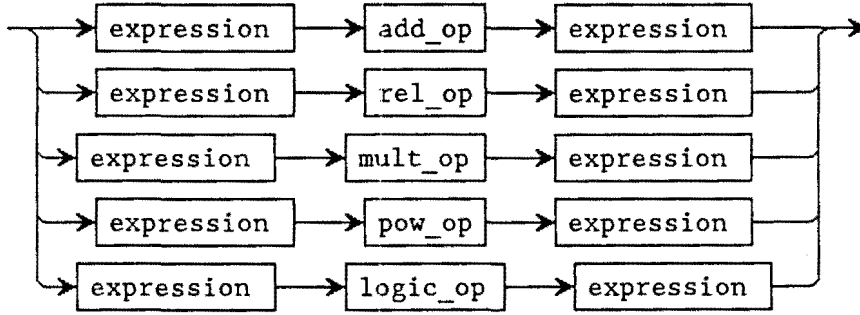 expression add_op expression
expression rel_op expression
expression mult_op expression
expression pow_op expression
expression logic_op expression